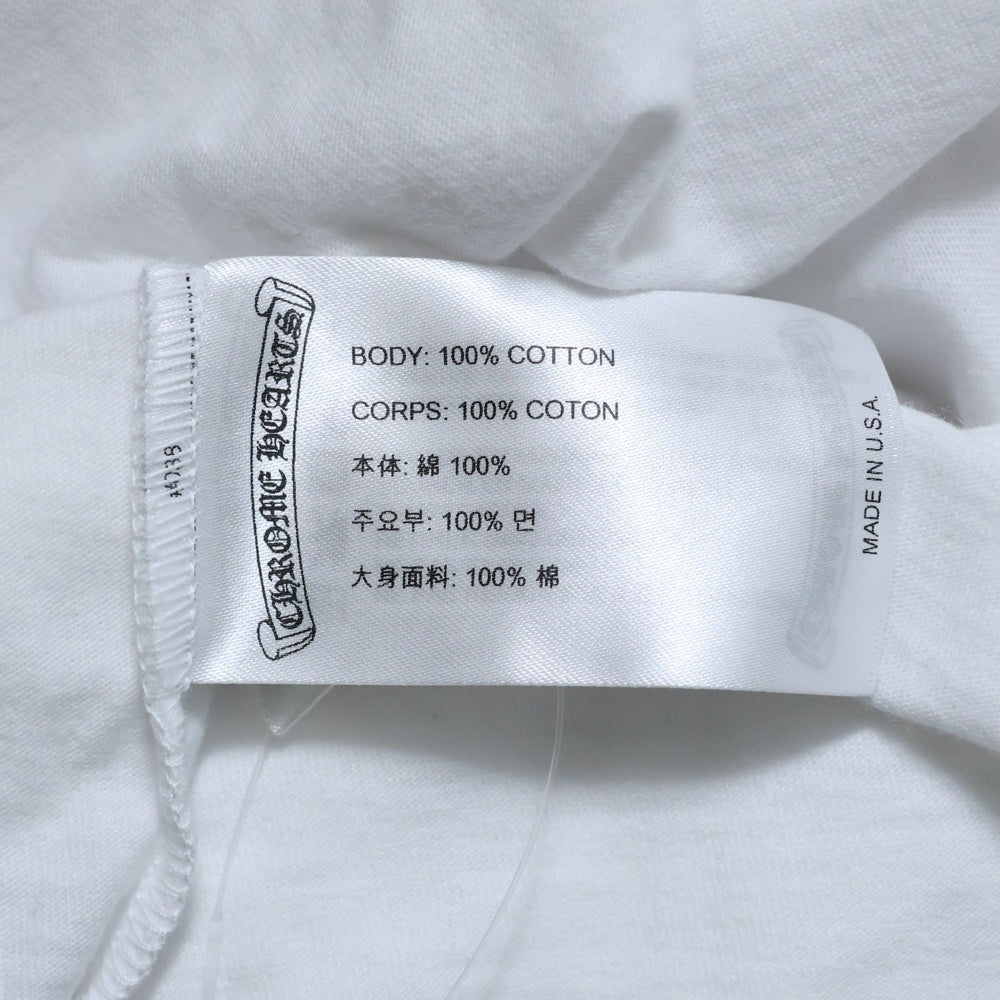 CHROME HEARTS
BODY: 100% COTTON
CORPS: 100% COTON
本体: 綿 100%
주요부: 100% 면
大身面料: 100% 棉
MADE IN U.S.A.